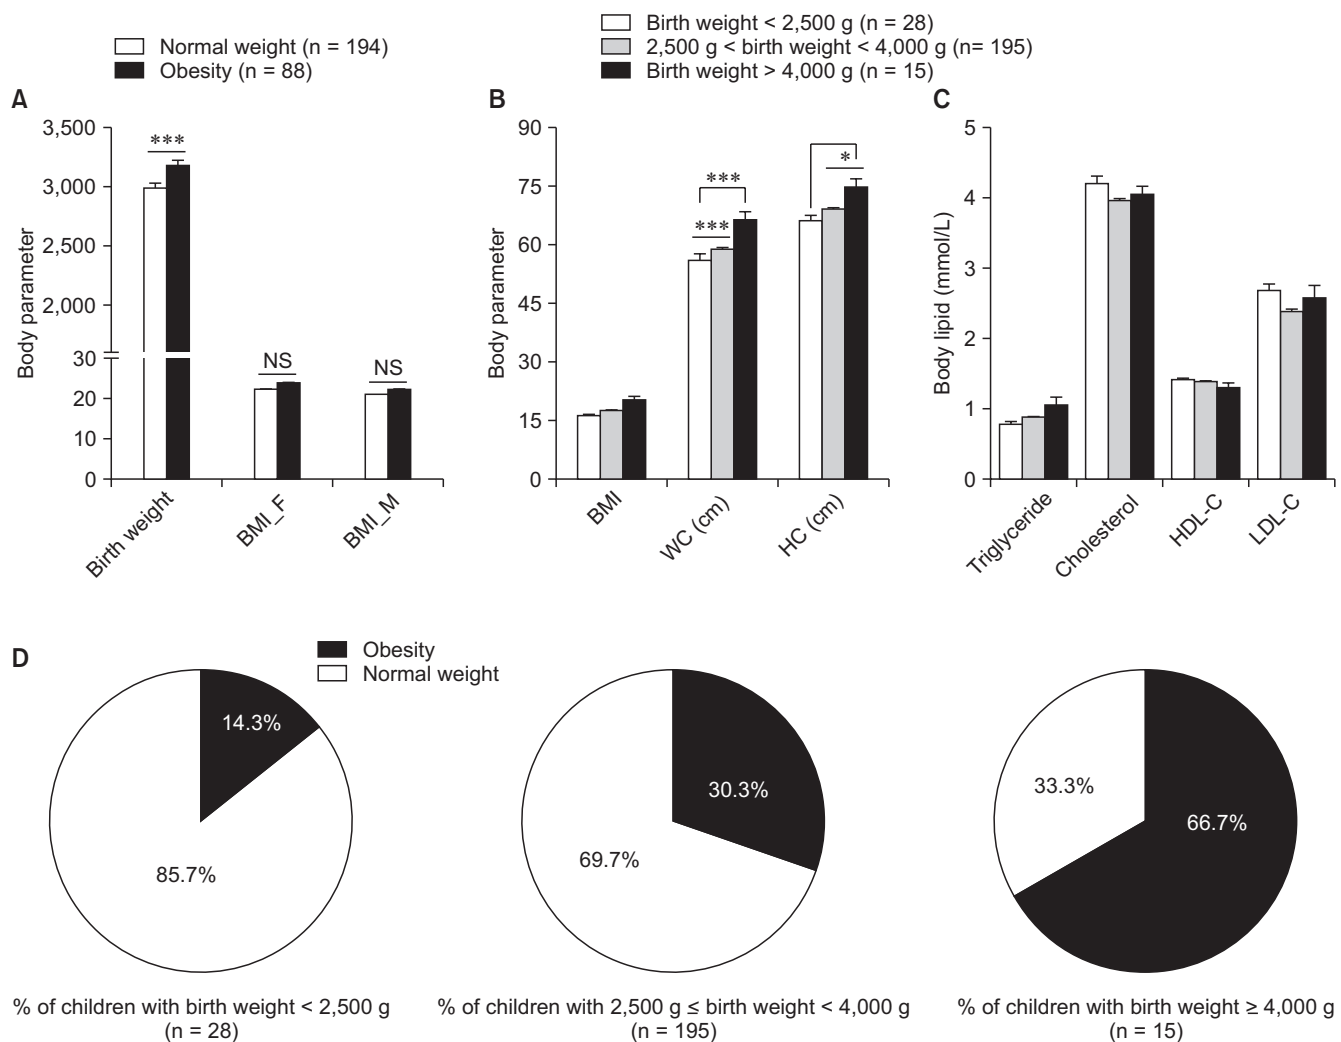 Normal weight (n = 194)
Obesity (n = 88)
Birth weight < 2,500 g (n = 28)
2,500 g < birth weight < 4,000 g (n= 195)
Birth weight > 4,000 g (n = 15)
A
Body parameter
3,500
3,000
2,500
2,000
30
20
10
0
***
NS
NS
Birth weight
BMI_F
BMI_M
B
Body parameter
90
75
60
45
30
15
0
***
***
*
BMI
WC (cm)
HC (cm)
C
Body lipid (mmol/L)
5
4
3
2
1
0
Triglyceride
Cholesterol
HDL-C
LDL-C
D
Obesity
Normal weight
14.3%
85.7%
% of children with birth weight < 2,500 g
(n = 28)
30.3%
69.7%
% of children with 2,500 g ≤ birth weight < 4,000 g
(n = 195)
33.3%
66.7%
% of children with birth weight ≥ 4,000 g
(n = 15)